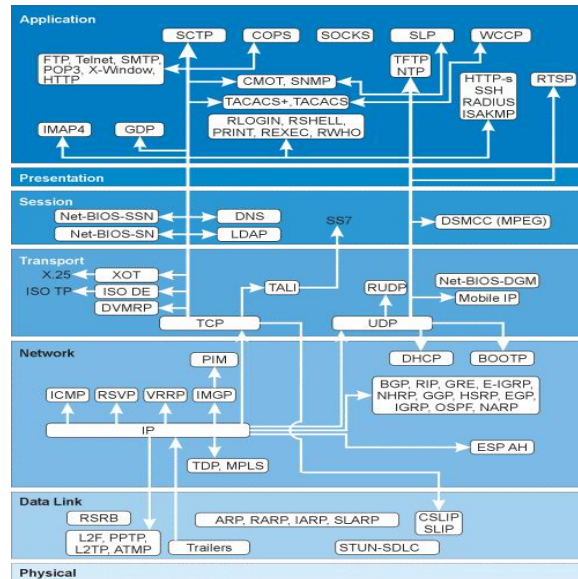 Application
SCTP
COPS
SOCKS
SLP
WCCP
FTP, Telnet, SMTP,
POP3, X-Window,
HTTP
TFTP
NTP
CMOT, SNMP
HTTP-s
SSH
RADIUS
ISAKMP
RTSP
TACACS+,TACACS
IMAP4
GDP
RLOGIN, RSHELL,
PRINT, REXEC, RWHO
Presentation
Session
Net-BIOS-SSN
DNS
SS7
DSMCC (MPEG)
Net-BIOS-SN
LDAP
Transport
X.25
XOT
TALI
RUDP
Net-BIOS-DGM
ISO TP
ISO DE
Mobile IP
DVMRP
TCP
UDP
Network
PIM
DHCP
BOOTP
ICMP
RSVP
VRRP
IMGP
BGP, RIP, GRE, E-IGRP,
NHRP, GGP, HSRP, EGP,
IGRP, OSPF, NARP
IP
ESP AH
TDP, MPLS
Data Link
RSRB
ARP, RARP, IARP, SLARP
CSLIP
SLIP
L2F, PPTP,
L2TP, ATMP
Trailers
STUN-SDLC
Physical